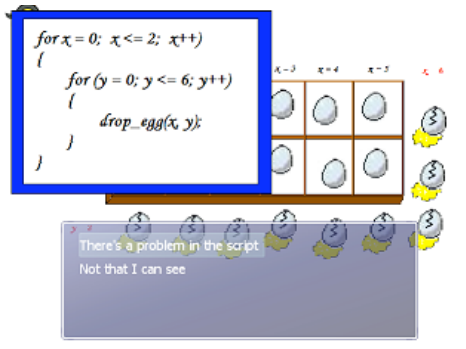 for x = 0; x <= 2; x++)
{
for (y = 0; y <= 6; y++)
{
drop_egg(x, y);
}
}
x = 3 x = 4 x = 5 x 6
There's a problem in the script
Not that I can see